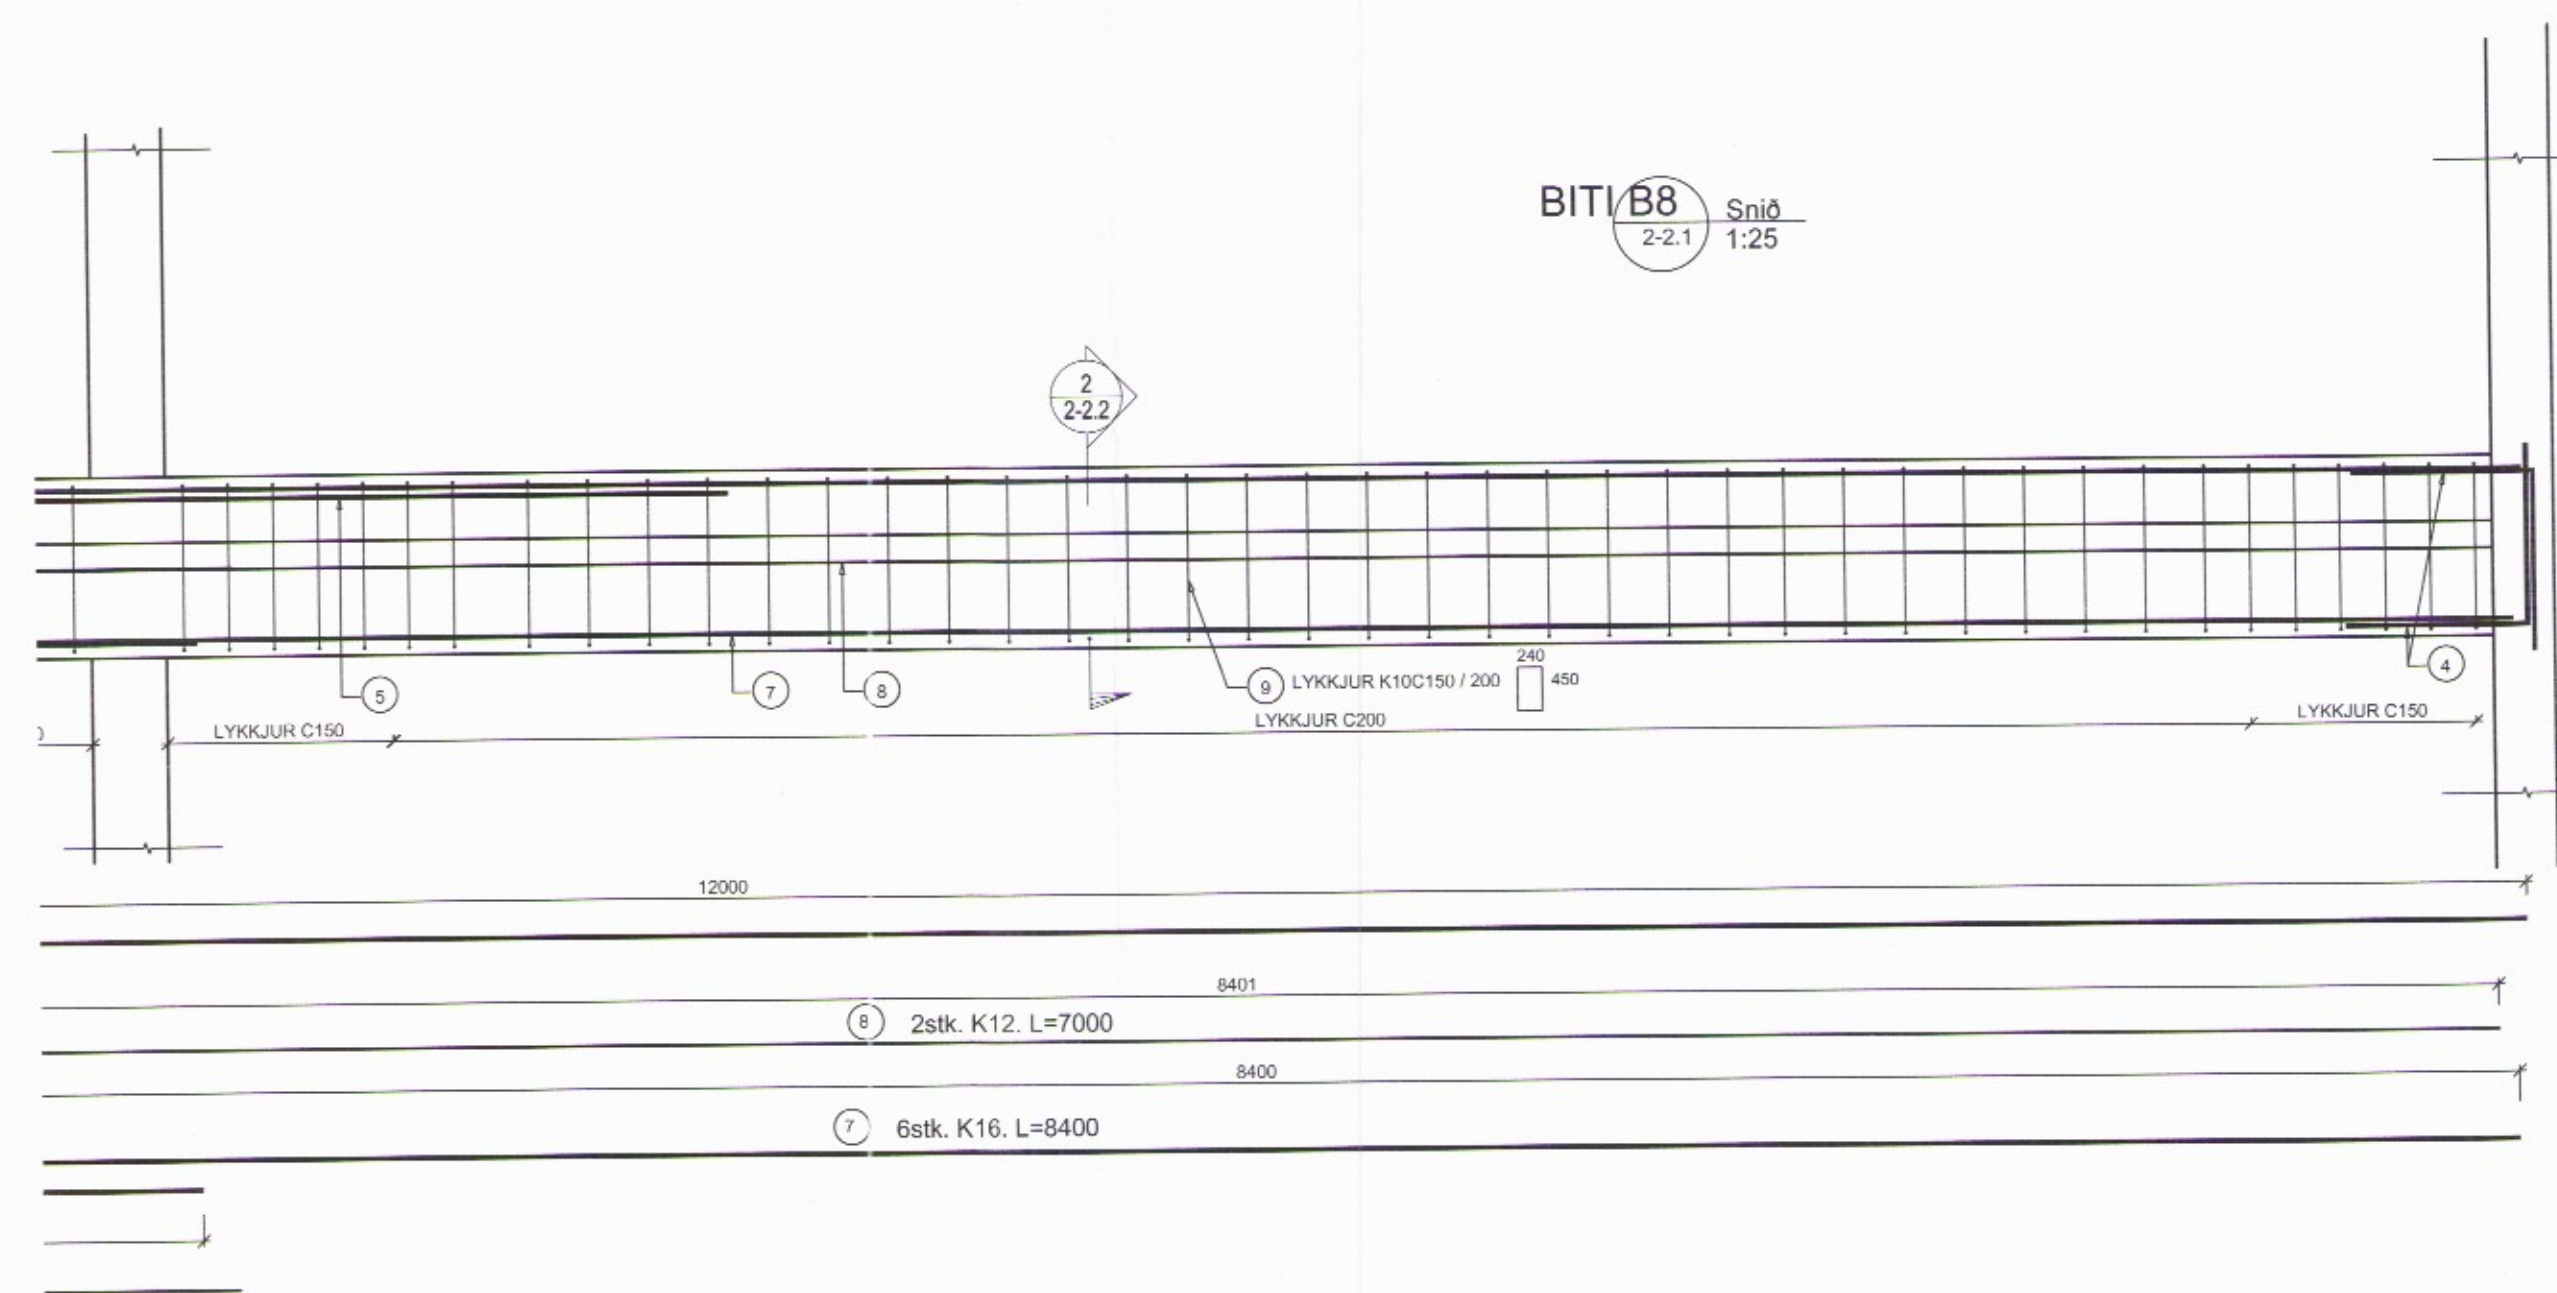 BITI B8 Snið
2-2.1 1:25
2
2-2.2
5
7
8
9 LYKKJUR K10C150 / 200
240
450
4
LYKKJUR C150
LYKKJUR C200
LYKKJUR C150
12000
8401
8 2stk. K12. L=7000
8400
7 6stk. K16. L=8400